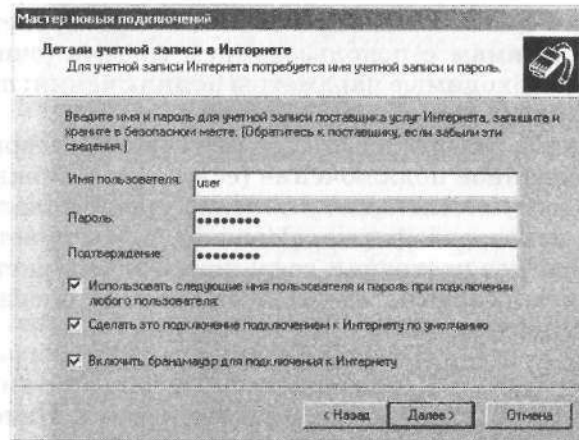 Мастер новых подключений
Детали учетной записи в Интернете
Для учетной записи Интернета потребуется имя учетной записи и пароль.
Введите имя и пароль для учетной записи поставщика услуг Интернета, запишите и
храните в безопасном месте. (Обратитесь к поставщику, если забыли эти
сведения.)
Имя пользователя: user
Пароль: ••••••••
Подтверждение: ••••••••
Использовать следующие имя пользователя и пароль при подключении
любого пользователя:
Сделать это подключение подключением к Интернету по умолчанию
Включить брандмауэр для подключения к Интернету
< Назад Далее > Отмена